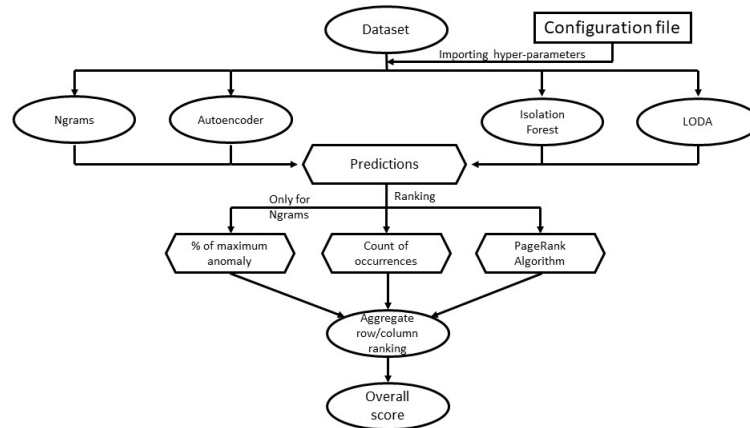 Dataset
Configuration file
Importing hyper-parameters
Ngrams
Autoencoder
Isolation
Forest
LODA
Predictions
Only for
Ngrams
Ranking
% of maximum
anomaly
Count of
occurrences
PageRank
Algorithm
Aggregate
row/column
ranking
Overall
score